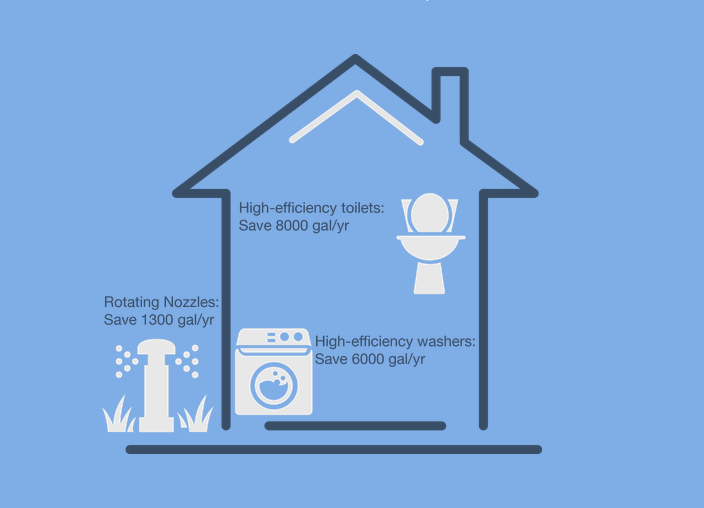 High-efficiency toilets:
Save 8000 gal/yr
Rotating Nozzles:
Save 1300 gal/yr
High-efficiency washers:
Save 6000 gal/yr